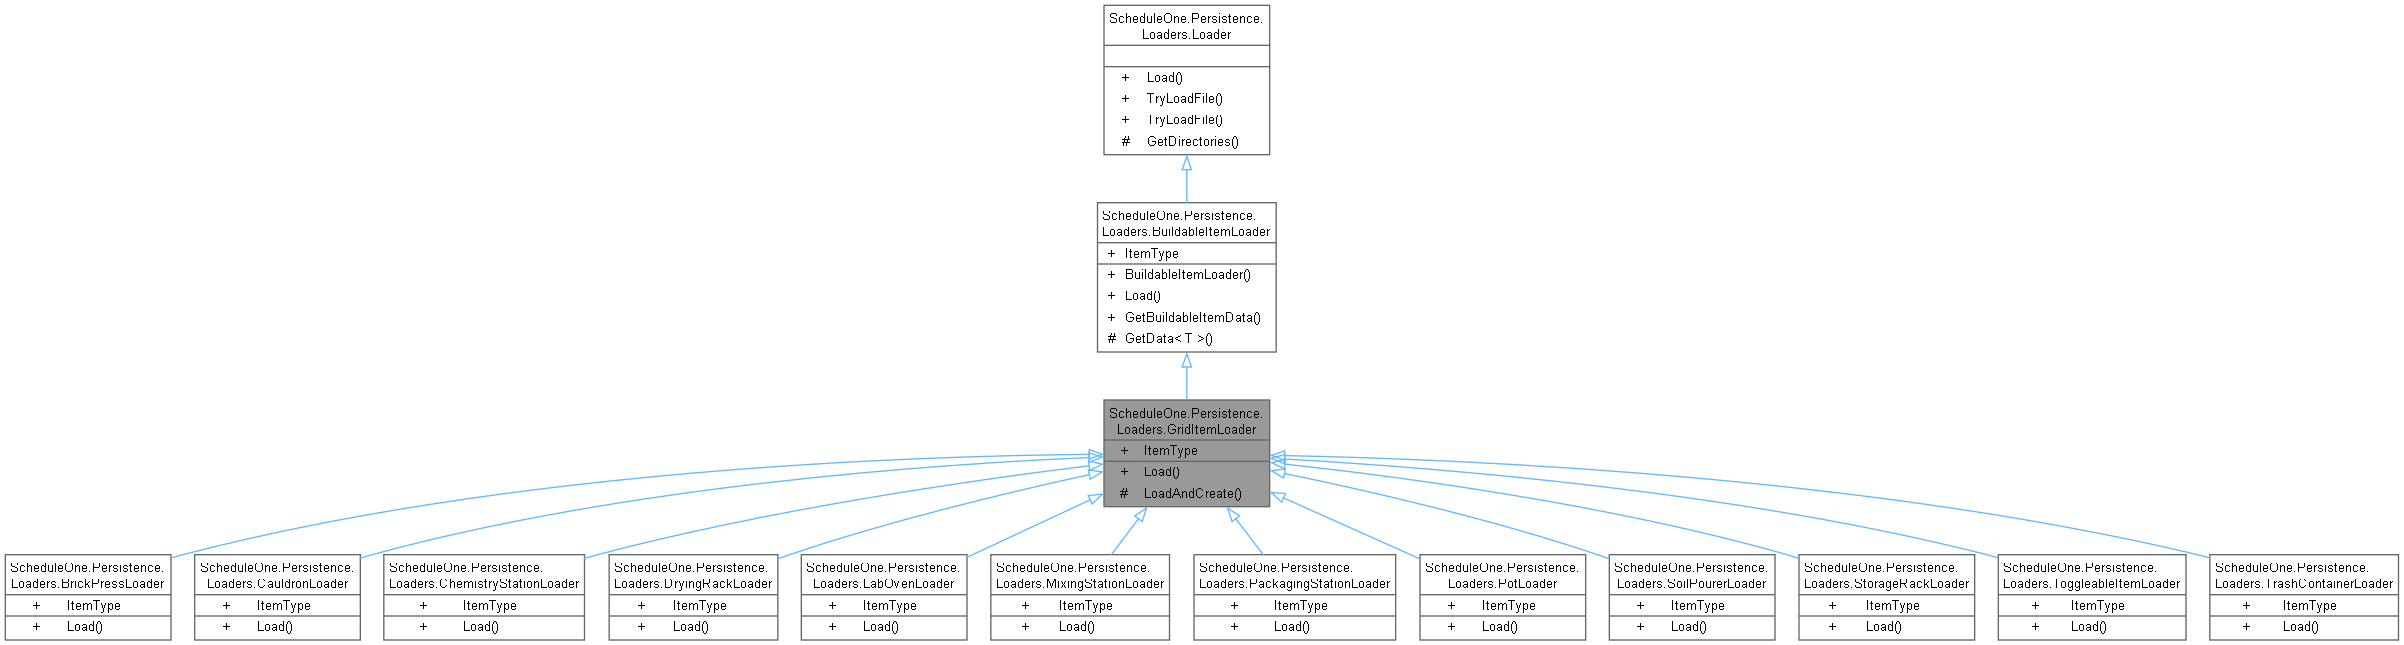 ScheduleOne.Persistence.
Loaders.Loader
+ Load()
+ TryLoadFile()
+ TryLoadFile()
# GetDirectories()
ScheduleOne.Persistence.
Loaders.BuildableItemLoader
+ ItemType
+ BuildableItemLoader()
+ Load()
+ GetBuildableItemData()
# GetData< T >()
ScheduleOne.Persistence.
Loaders.GridItemLoader
+ ItemType
+ Load()
# LoadAndCreate()
ScheduleOne.Persistence.
Loaders.BrickPressLoader
+ ItemType
+ Load()
ScheduleOne.Persistence.
Loaders.CauldronLoader
+ ItemType
+ Load()
ScheduleOne.Persistence.
Loaders.ChemistryStationLoader
+ ItemType
+ Load()
ScheduleOne.Persistence.
Loaders.DryingRackLoader
+ ItemType
+ Load()
ScheduleOne.Persistence.
Loaders.LabOvenLoader
+ ItemType
+ Load()
ScheduleOne.Persistence.
Loaders.MixingStationLoader
+ ItemType
+ Load()
ScheduleOne.Persistence.
Loaders.PackagingStationLoader
+ ItemType
+ Load()
ScheduleOne.Persistence.
Loaders.PotLoader
+ ItemType
+ Load()
ScheduleOne.Persistence.
Loaders.SoilPourerLoader
+ ItemType
+ Load()
ScheduleOne.Persistence.
Loaders.StorageRackLoader
+ ItemType
+ Load()
ScheduleOne.Persistence.
Loaders.ToggleableItemLoader
+ ItemType
+ Load()
ScheduleOne.Persistence.
Loaders.TrashContainerLoader
+ ItemType
+ Load()